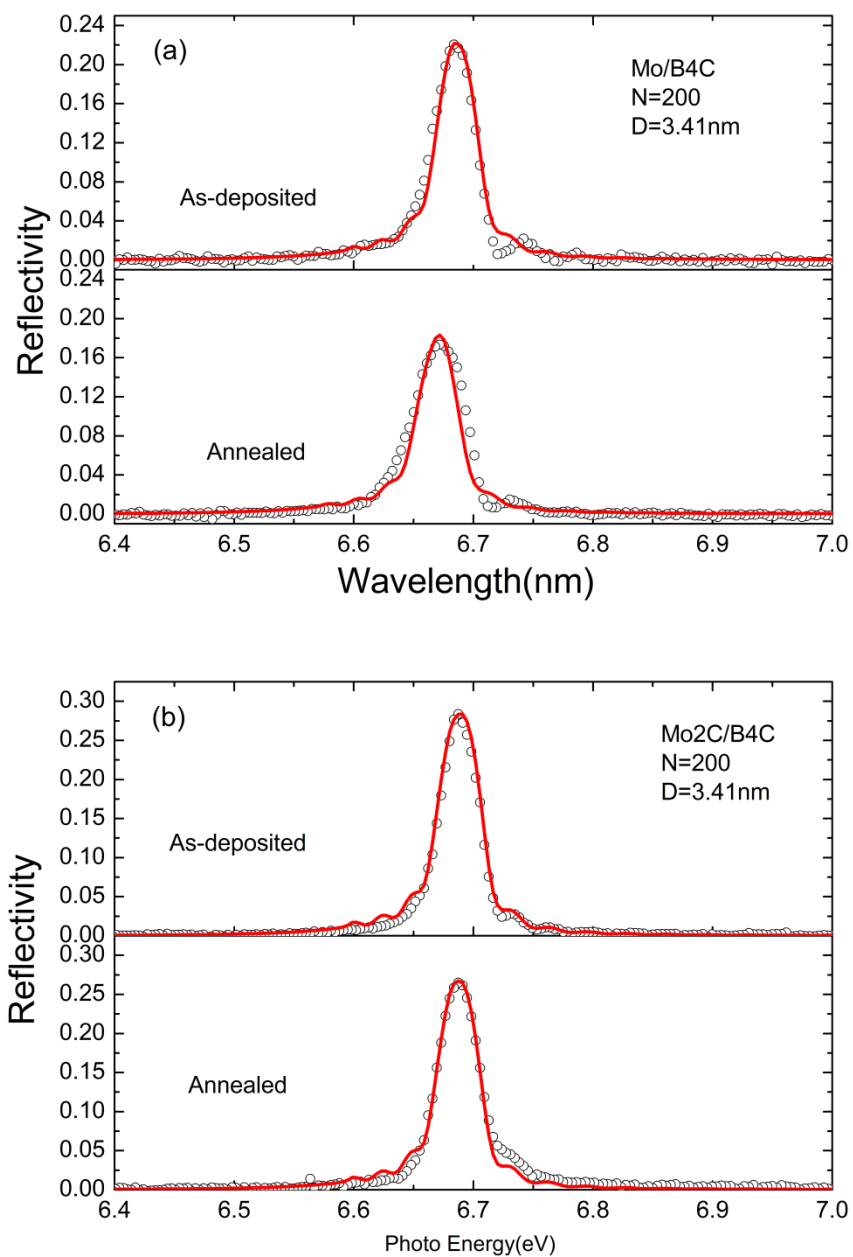 (a)
Mo/B4C
N=200
D=3.41nm
As-deposited
Annealed
Reflectivity
0.24
0.20
0.16
0.12
0.08
0.04
0.00
0.24
0.20
0.16
0.12
0.08
0.04
0.00
6.4 6.5 6.6 6.7 6.8 6.9 7.0
Wavelength(nm)
(b)
Mo2C/B4C
N=200
D=3.41nm
As-deposited
Annealed
Reflectivity
0.30
0.25
0.20
0.15
0.10
0.05
0.00
0.30
0.25
0.20
0.15
0.10
0.05
0.00
6.4 6.5 6.6 6.7 6.8 6.9 7.0
Photo Energy(eV)